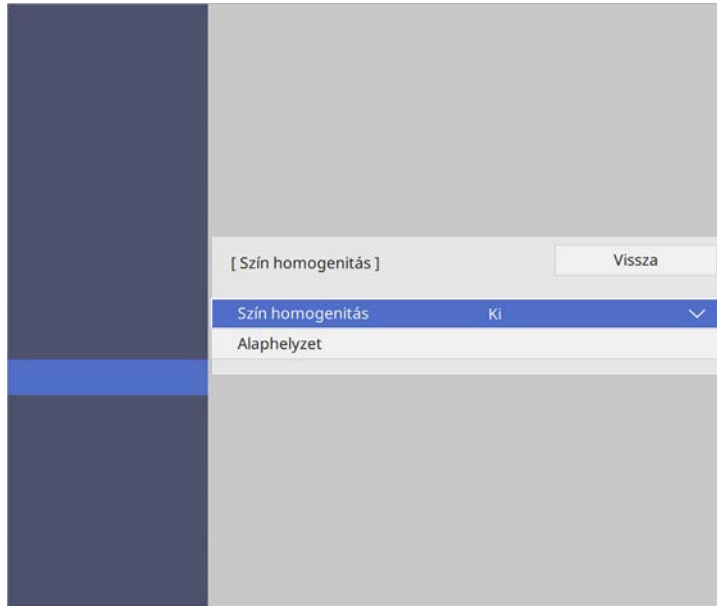 [ Szín homogenitás ]
Vissza
Szín homogenitás Ki
Alaphelyzet